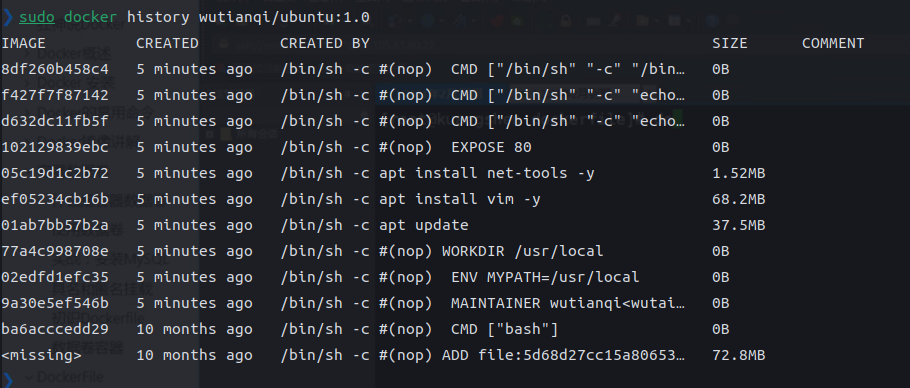 ❯ sudo docker history wutianqi/ubuntu:1.0
IMAGE CREATED CREATED BY SIZE COMMENT
8df260b458c4 5 minutes ago /bin/sh -c #(nop) CMD ["/bin/sh" "-c" "/bin… 0B
f427f7f87142 5 minutes ago /bin/sh -c #(nop) CMD ["/bin/sh" "-c" "echo… 0B
d632dc11fb5f 5 minutes ago /bin/sh -c #(nop) CMD ["/bin/sh" "-c" "echo… 0B
102129839ebc 5 minutes ago /bin/sh -c #(nop) EXPOSE 80 0B
05c19d1c2b72 5 minutes ago /bin/sh -c apt install net-tools -y 1.52MB
ef05234cb16b 5 minutes ago /bin/sh -c apt install vim -y 68.2MB
01ab7bb57b2a 5 minutes ago /bin/sh -c apt update 37.5MB
77a4c998708e 5 minutes ago /bin/sh -c #(nop) WORKDIR /usr/local 0B
02edfd1efc35 5 minutes ago /bin/sh -c #(nop) ENV MYPATH=/usr/local 0B
9a30e5ef546b 5 minutes ago /bin/sh -c #(nop) MAINTAINER wutianqi<wutai… 0B
ba6acccedd29 10 months ago /bin/sh -c #(nop) CMD ["bash"] 0B
<missing> 10 months ago /bin/sh -c #(nop) ADD file:5d68d27cc15a80653… 72.8MB
DockerFile
❯